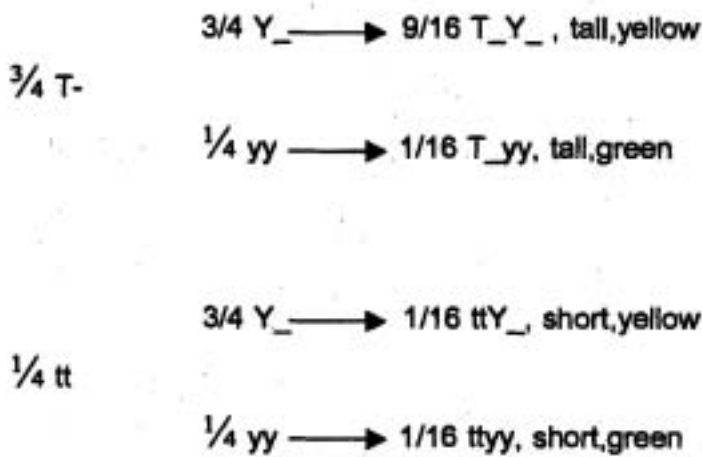 3/4 Y_ → 9/16 T_Y_ , tall,yellow
¾ T-
¼ yy → 1/16 T_yy, tall,green
3/4 Y_ → 1/16 ttY_, short,yellow
¼ tt
¼ yy → 1/16 ttyy, short,green